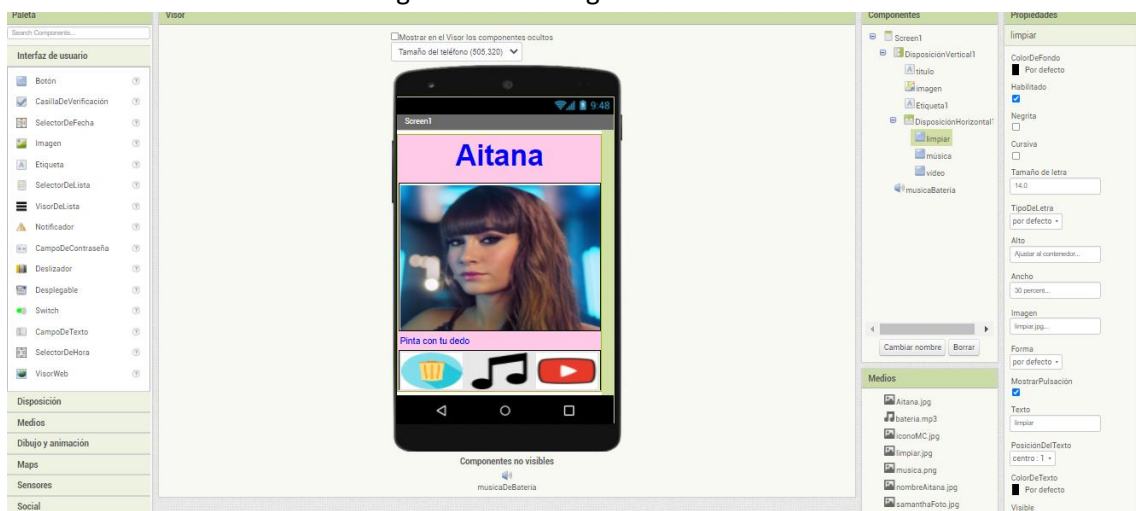 Paleta
Search Components...
Interfaz de usuario
Botón
CasillaDeVerificación
SelectorDeFecha
Imagen
Etiqueta
SelectorDeLista
VisorDeLista
Notificador
CampoDeContraseña
Deslizador
Desplegable
Switch
CampoDeTexto
SelectorDeHora
VisorWeb
Disposición
Medios
Dibujo y animación
Maps
Sensores
Social
Visor
Mostrar en el Visor los componentes ocultos
Tamaño del teléfono (505,320)
9:48
Screen1
Aitana
Pinta con tu dedo
Componentes no visibles
musicaDeBateria
Componentes
Screen1
DisposiciónVertical1
titulo
imagen
Etiqueta1
DisposiciónHorizontal1
limpiar
música
video
musicaBateria
Cambiar nombre Borrar
Medios
Aitana.jpg
bateria.mp3
iconoMC.jpg
limpiar.jpg
musica.png
nombreAitana.jpg
samanthaFoto.jpg
Propiedades
limpiar
ColorDeFondo
Por defecto
Habilitado
Negrita
Cursiva
Tamaño de letra
14.0
TipoDeLetra
por defecto
Alto
Ajustar al contenedor...
Ancho
30 percent...
Imagen
limpiar.jpg...
Forma
por defecto
MostrarPulsación
Texto
limpiar
PosiciónDelTexto
centro : 1
ColorDeTexto
Por defecto
Visible